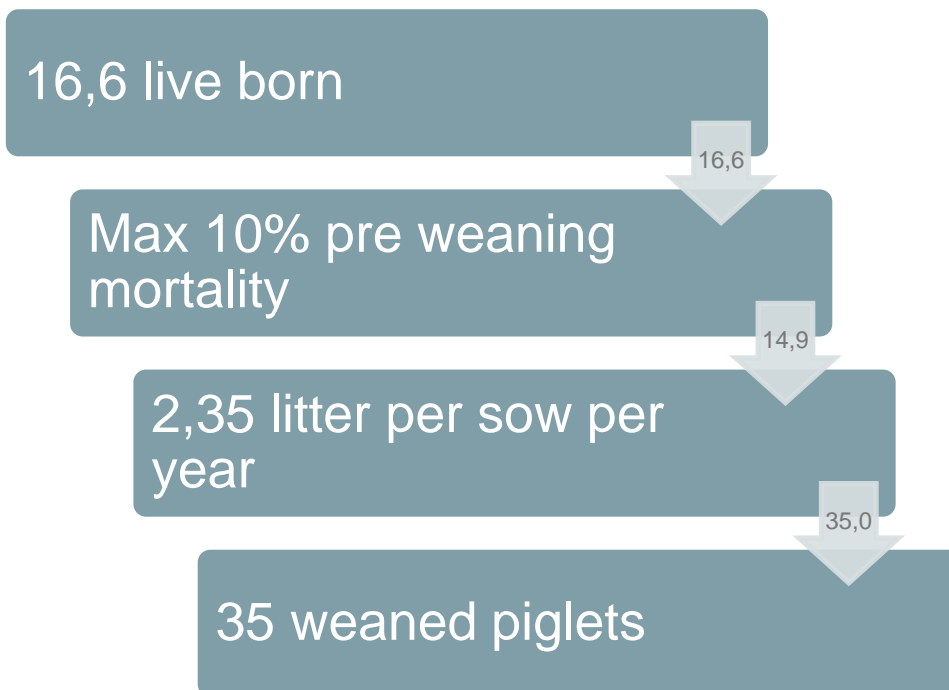 16,6 live born
16,6
Max 10% pre weaning
mortality
14,9
2,35 litter per sow per
year
35,0
35 weaned piglets